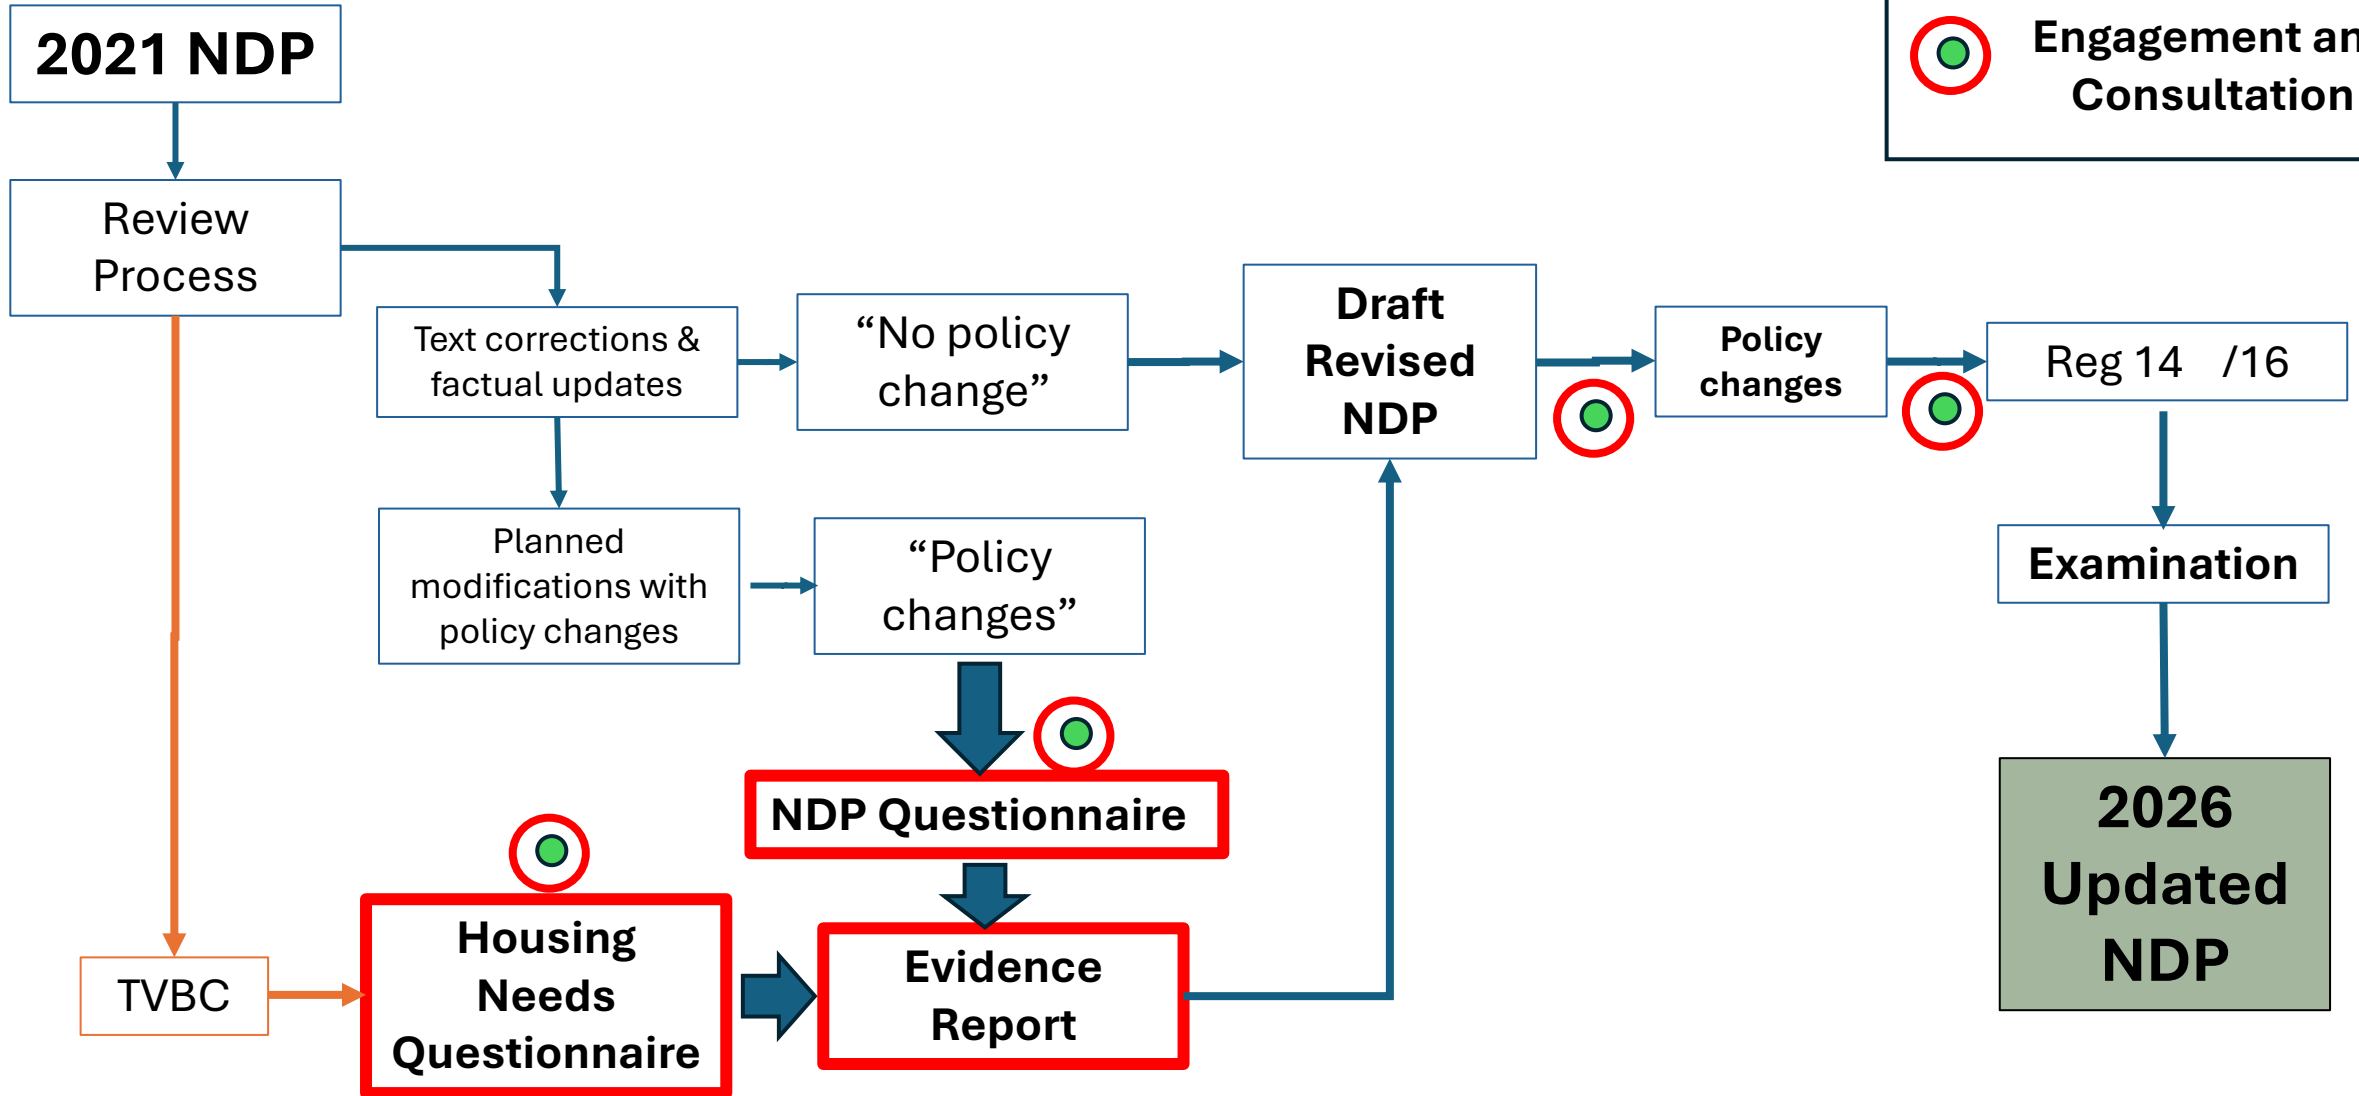 2021 NDP
Engagement an
Consultation
Review
Process
Text corrections &
factual updates
“No policy
change”
Draft
Revised
NDP
Policy
changes
Reg 14 /16
Planned
modifications with
policy changes
“Policy
changes”
Examination
NDP Questionnaire
2026
Updated
NDP
TVBC
Housing
Needs
Questionnaire
Evidence
Report